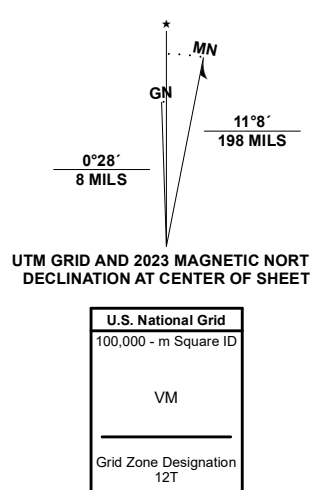 MN
GN
11°8´
198 MILS
0°28´
8 MILS
UTM GRID AND 2023 MAGNETIC NORT
DECLINATION AT CENTER OF SHEET
U.S. National Grid
100,000 - m Square ID
VM
Grid Zone Designation
12T